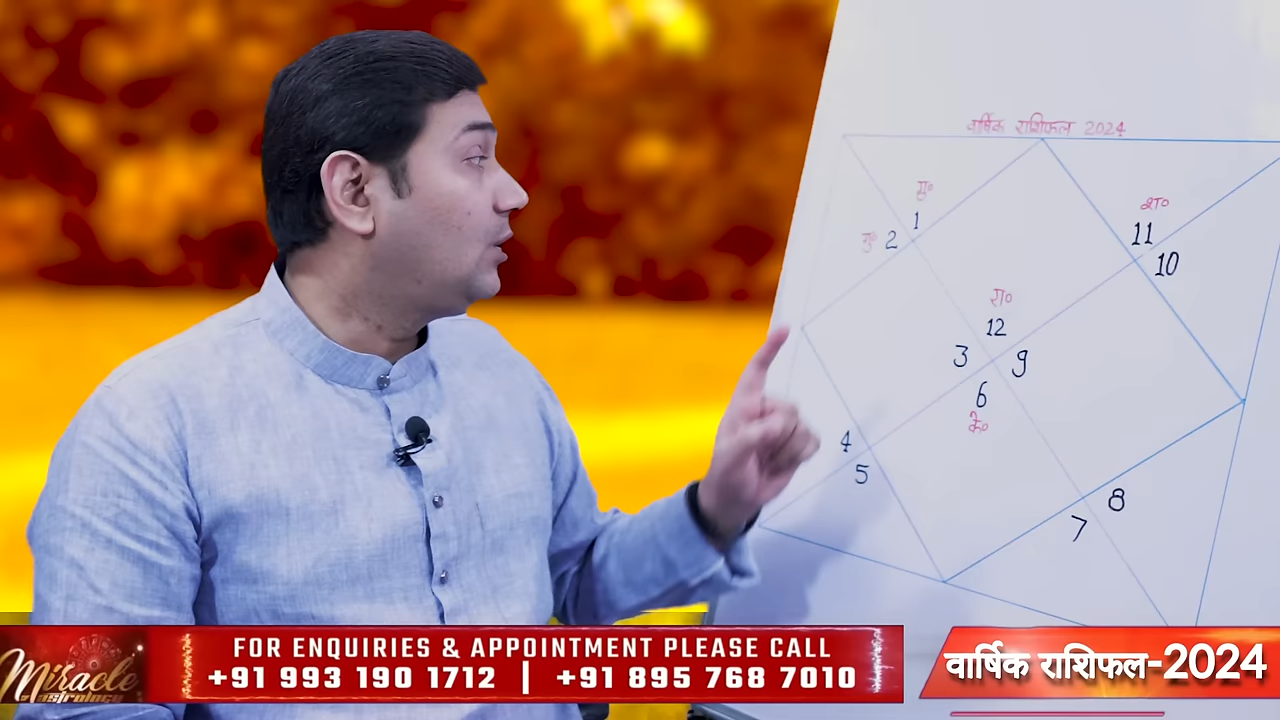 वार्षिक राशिफल 2024
गु०
1
गु० 2
श०
11
10
रा०
12
3
9
6
के०
4
5
8
7
FOR ENQUIRIES & APPOINTMENT PLEASE CALL
+91 993 190 1712 | +91 895 768 7010
Miracle
astrology
वार्षिक राशिफल-2024